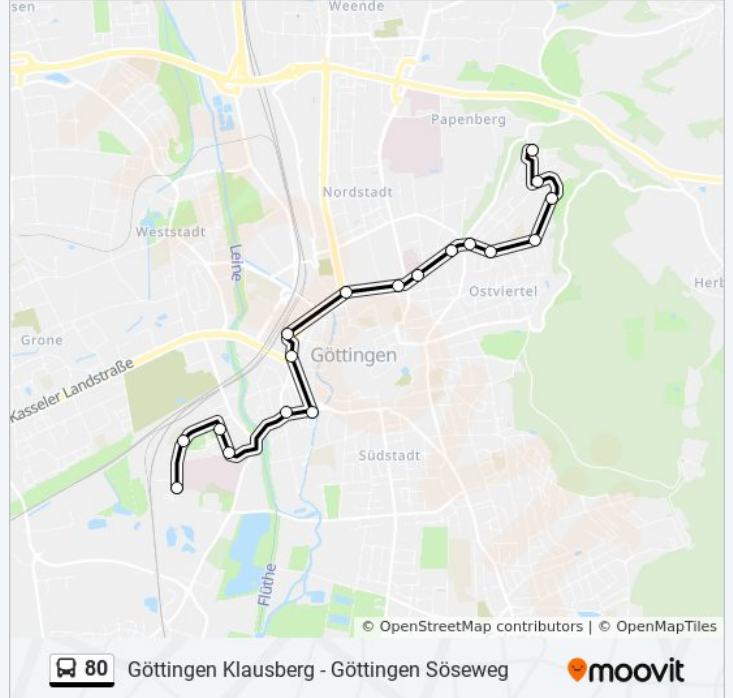 sen
Weende
Papenberg
Nordstadt
Weststadt
Leine
Ostviertel
Herb
Grone
Göttingen
Kasseler Landstraße
Südstadt
Flüthe
© OpenStreetMap contributors | © OpenMapTiles
80 Göttingen Klausberg - Göttingen Söseweg moovit